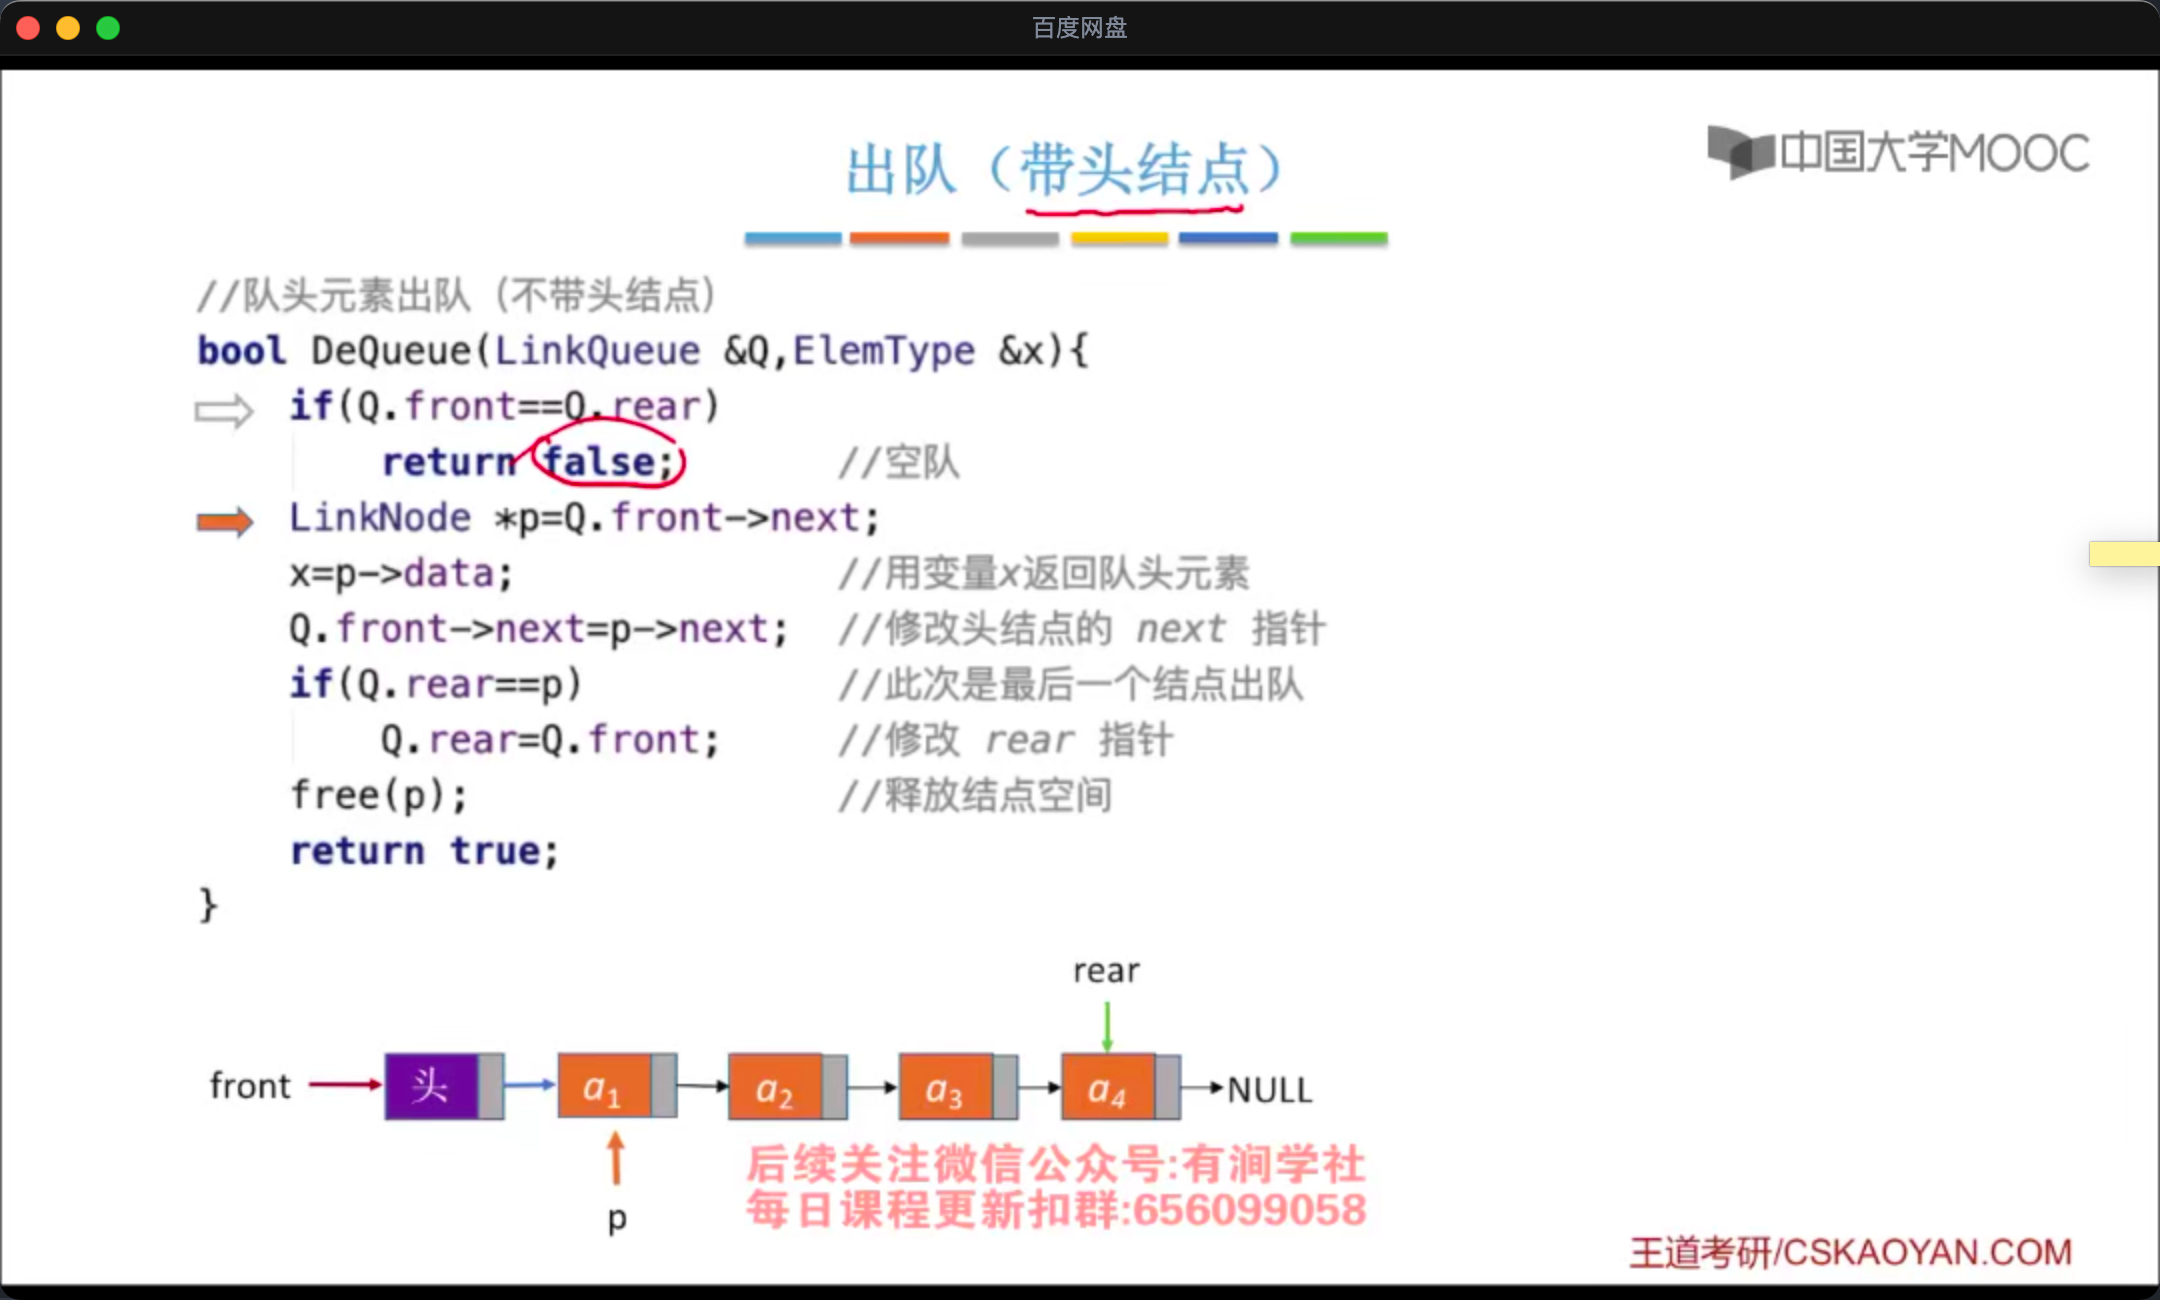 百度网盘
中国大学MOOC
出队（带头结点）
//队头元素出队（不带头结点）
bool DeQueue(LinkQueue &Q,ElemType &x){
if(Q.front==Q.rear)
return false; //空队
LinkNode *p=Q.front->next;
x=p->data; //用变量x返回队头元素
Q.front->next=p->next; //修改头结点的 next 指针
if(Q.rear==p) //此次是最后一个结点出队
Q.rear=Q.front; //修改 rear 指针
free(p); //释放结点空间
return true;
}
rear
front 头 a1 a2 a3 a4 NULL
p
后续关注微信公众号:有涧学社
每日课程更新扣群:656099058
王道考研/CSKAOYAN.COM